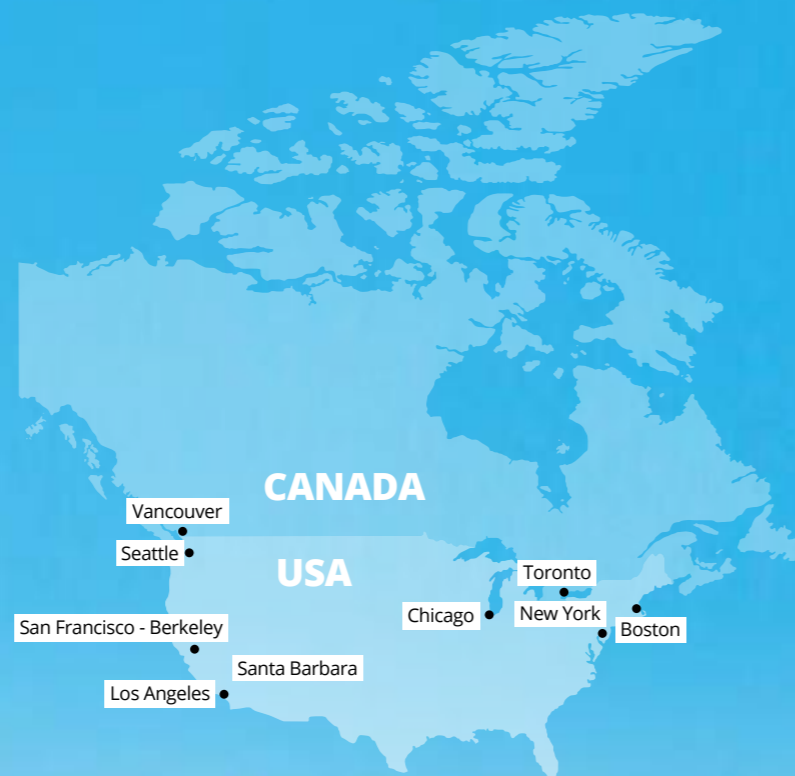 CANADA
Vancouver
Seattle
USA
Toronto
Chicago
New York
Boston
San Francisco - Berkeley
Santa Barbara
Los Angeles